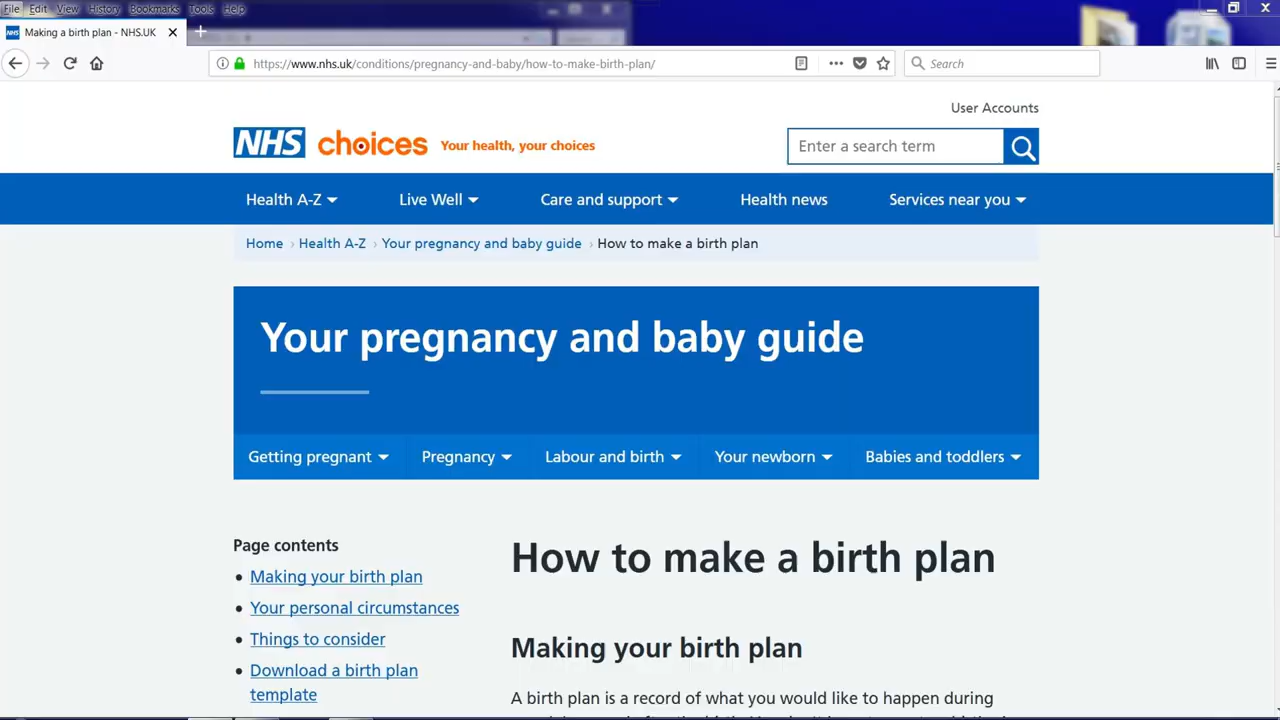 File Edit View History Bookmarks Tools Help
Making a birth plan - NHS.UK
https://www.nhs.uk/conditions/pregnancy-and-baby/how-to-make-birth-plan/
Search
User Accounts
NHS choices Your health, your choices
Enter a search term
Health A-Z Live Well Care and support Health news Services near you
Home › Health A-Z › Your pregnancy and baby guide › How to make a birth plan
Your pregnancy and baby guide
Getting pregnant Pregnancy Labour and birth Your newborn Babies and toddlers
Page contents
• Making your birth plan
• Your personal circumstances
• Things to consider
• Download a birth plan
template
How to make a birth plan
Making your birth plan
A birth plan is a record of what you would like to happen during